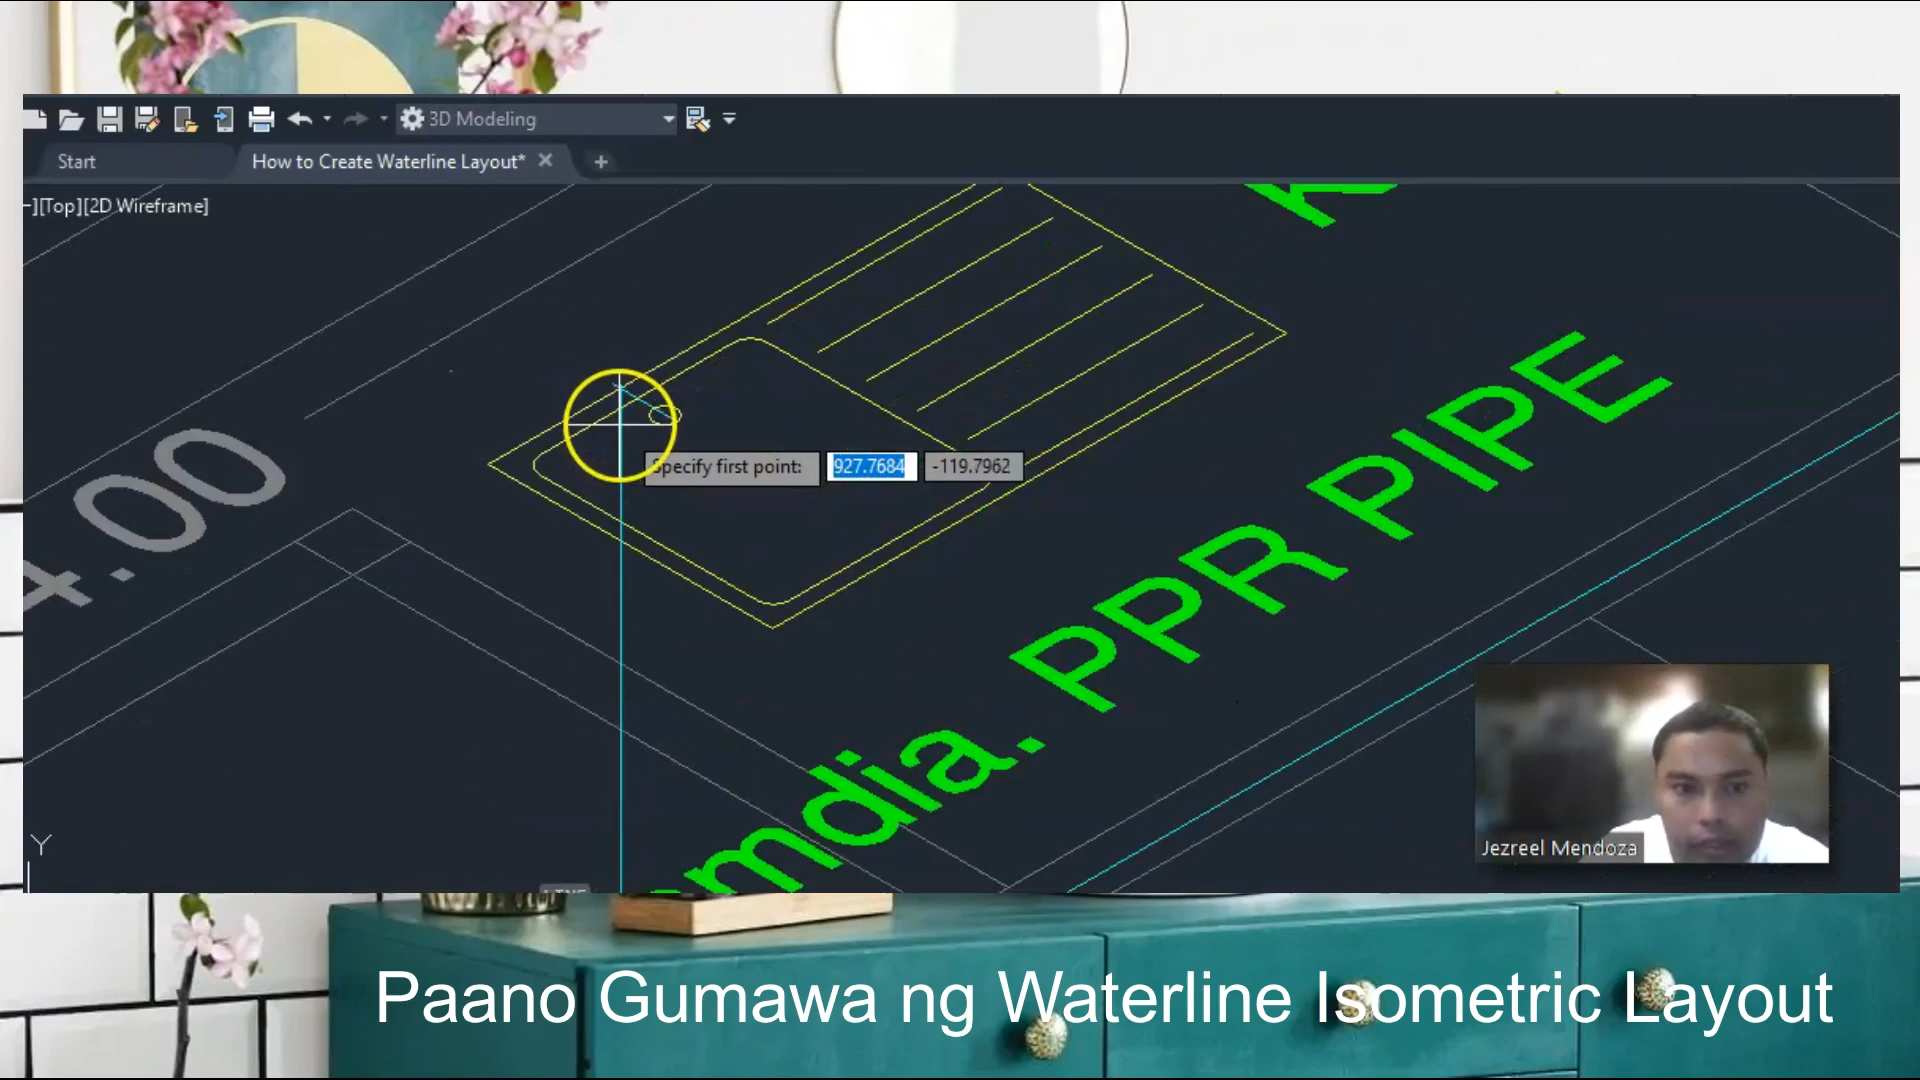 3D Modeling
Start
How to Create Waterline Layout*
-][Top][2D Wireframe]
4.00
Specify first point: 927.7684 -119.7962
mdia. PPR PIPE
Y
Jezreel Mendoza
Paano Gumawa ng Waterline Isometric Layout